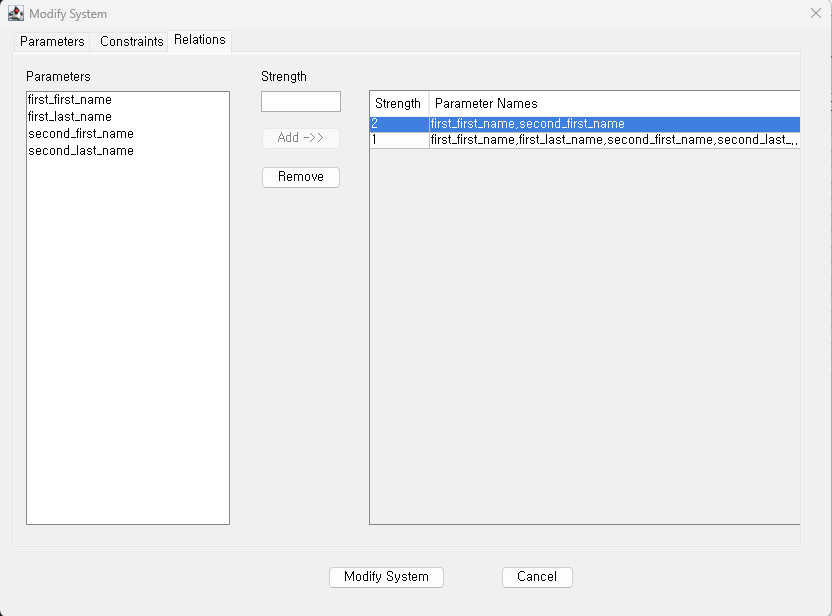 Modify System
Parameters Constraints Relations
Parameters
first_first_name
first_last_name
second_first_name
second_last_name
Strength
Add ->>
Remove
Strength Parameter Names
2 first_first_name,second_first_name
1 first_first_name,first_last_name,second_first_name,second_last_...
Modify System Cancel